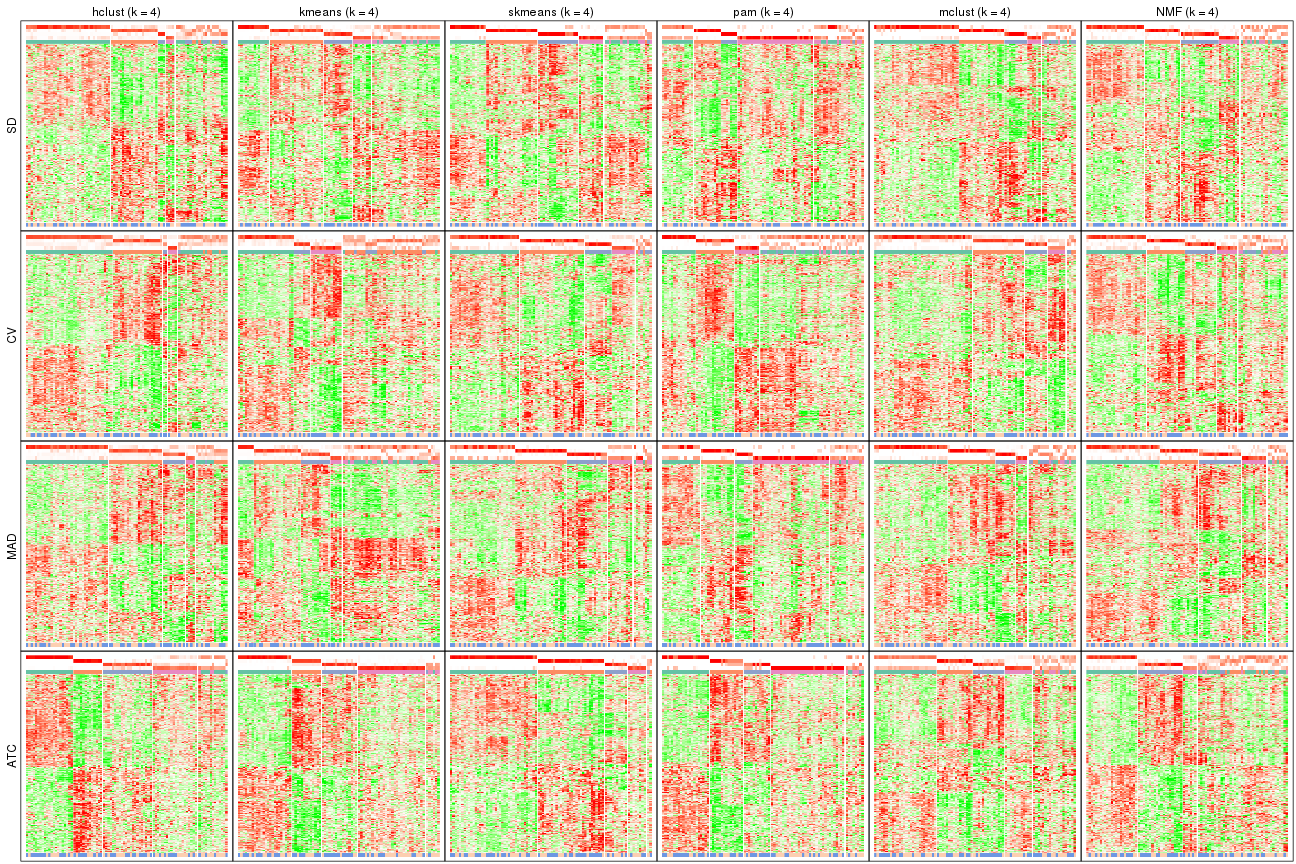 hclust (k = 4)
kmeans (k = 4)
skmeans (k = 4)
pam (k = 4)
mclust (k = 4)
NMF (k = 4)
SD
CV
MAD
ATC